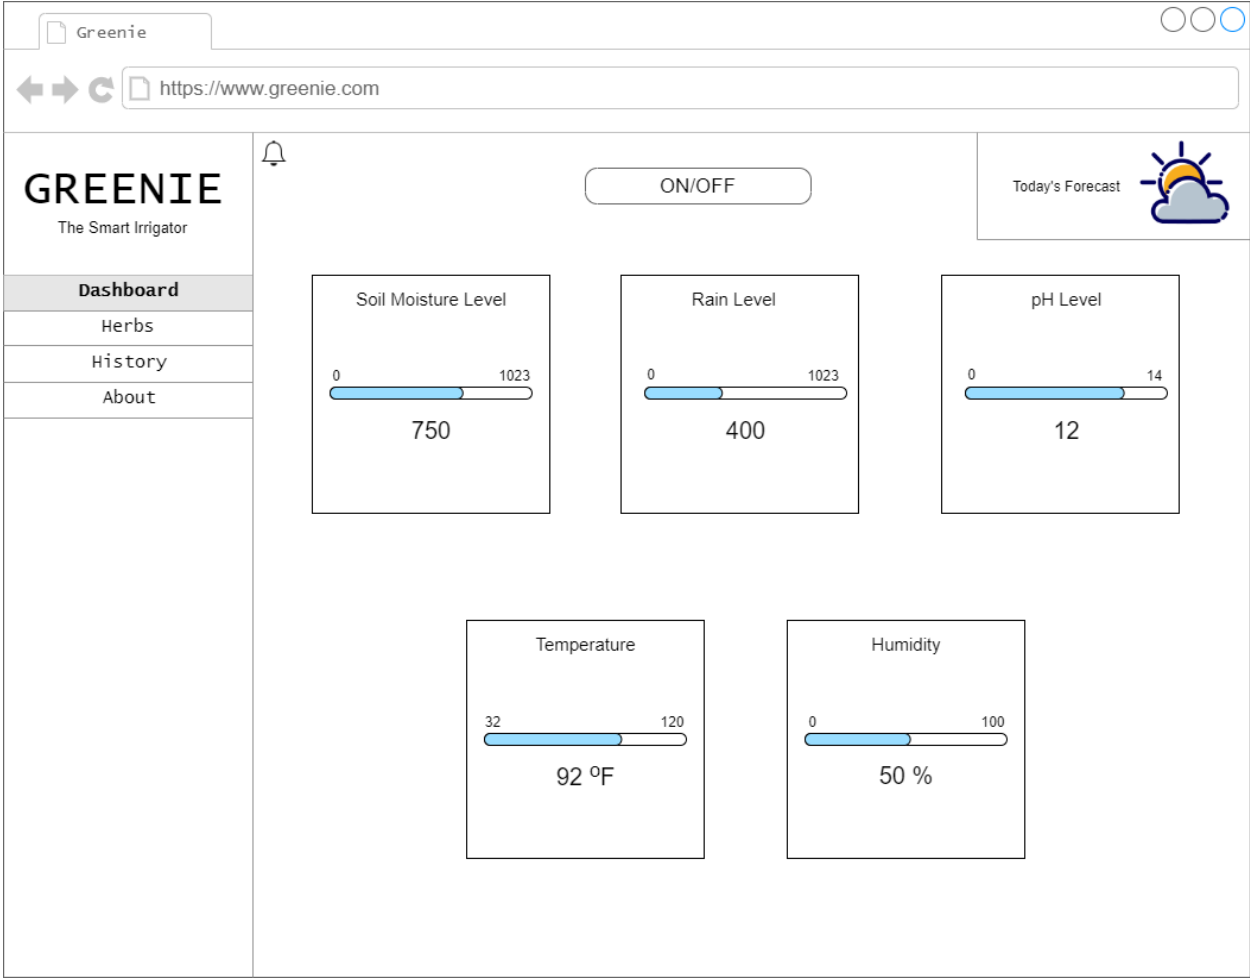 Greenie
https://www.greenie.com
GREENIE
The Smart Irrigator
ON/OFF
Today's Forecast
Dashboard
Herbs
History
About
Soil Moisture Level
0 1023
750
Rain Level
0 1023
400
pH Level
0 14
12
Temperature
32 120
92 ºF
Humidity
0 100
50 %